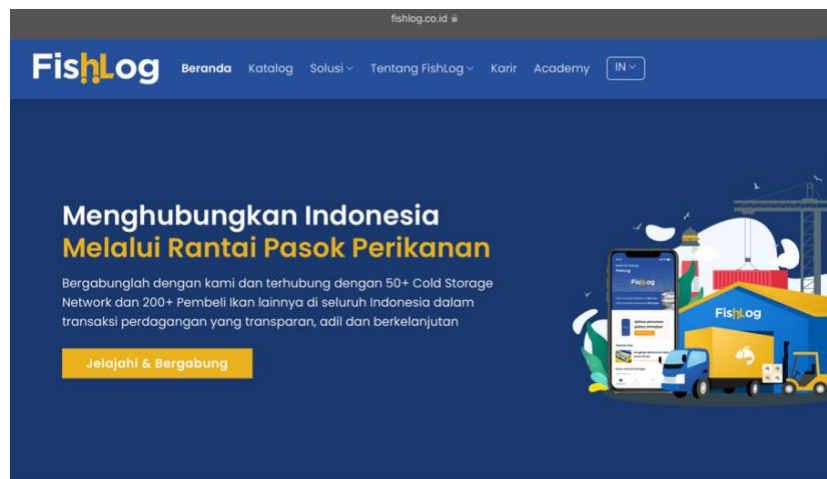 fishlog.co.id
FishLog
Beranda
Katalog
Solusi
Tentang FishLog
Karir
Academy
IN
Menghubungkan Indonesia
Melalui Rantai Pasok Perikanan
Bergabunglah dengan kami dan terhubung dengan 50+ Cold Storage
Network dan 200+ Pembeli Ikan lainnya di seluruh Indonesia dalam
transaksi perdagangan yang transparan, adil dan berkelanjutan
Jelajahi & Bergabung
FishLog
FishLog